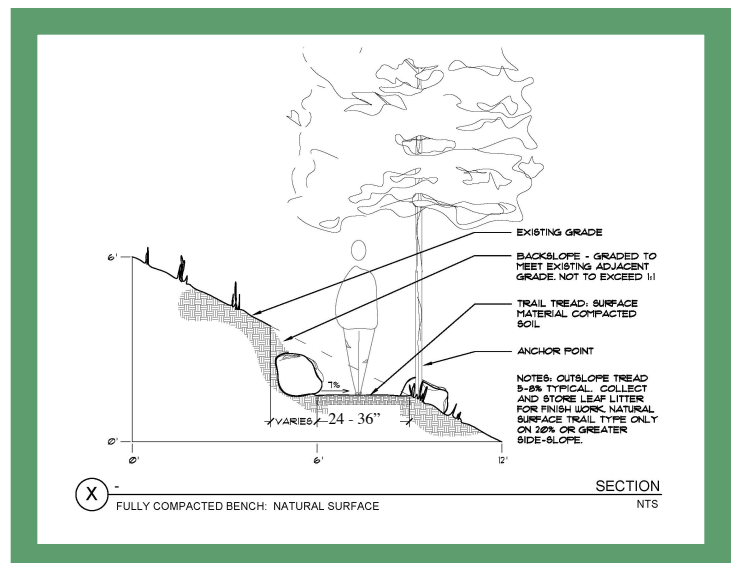 EXISTING GRADE
6'
BACKSLOPE - GRADED TO
MEET EXISTING ADJACENT
GRADE. NOT TO EXCEED 1:1
TRAIL TREAD: SURFACE
MATERIAL COMPACTED
SOIL
ANCHOR POINT
7%
NOTES: OUTSLOPE TREAD
5-8% TYPICAL. COLLECT
AND STORE LEAF LITTER
FOR FINISH WORK. NATURAL
SURFACE TRAIL TYPE ONLY
ON 20% OR GREATER
SIDE-SLOPE.
VARIES 24 - 36”
0'
0' 6' 12'
X - SECTION
FULLY COMPACTED BENCH: NATURAL SURFACE NTS